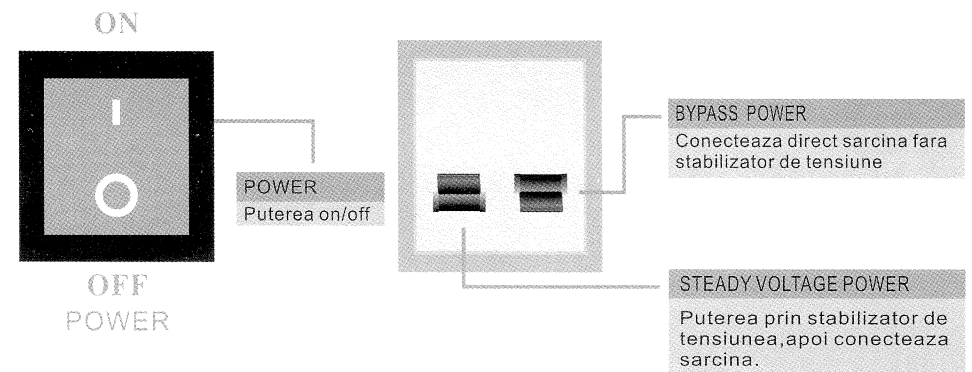 ON
I
O
OFF
POWER
POWER
Puterea on/off
BYPASS POWER
Conecteaza direct sarcina fara
stabilizator de tensiune
STEADY VOLTAGE POWER
Puterea prin stabilizator de
tensiunea,apoi conecteaza
sarcina.